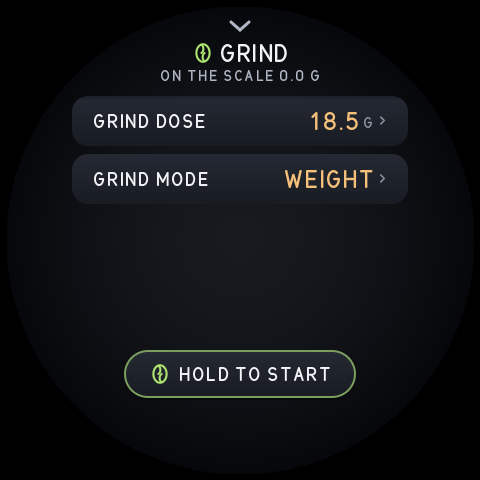 GRIND
ON THE SCALE 0.0 G
GRIND DOSE 18.5 G
GRIND MODE WEIGHT
HOLD TO START